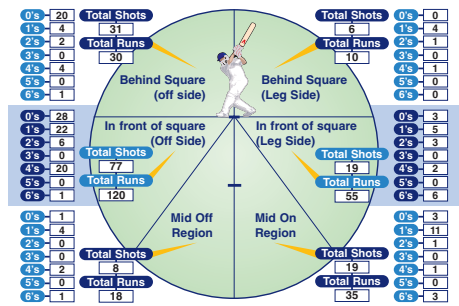 0's 20
1's 4
2's 2
3's 0
4's 0
5's 0
6's 1
Total Shots
31
Total Runs
30
Behind Square
(off side)
Total Shots
6
Total Runs
10
Behind Square
(Leg Side)
0's 0
1's 4
2's 1
3's 0
4's 1
5's 0
6's 0
0's 28
1's 22
2's 6
3's 0
4's 20
5's 0
6's 1
In front of square
(Off Side)
Total Shots
77
Total Runs
120
In front of square
(Leg Side)
Total Shots
19
Total Runs
55
0's 3
1's 5
2's 3
3's 0
4's 2
5's 0
6's 6
0's 1
1's 4
2's 0
3's 0
4's 2
5's 0
6's 1
Mid Off
Region
Total Shots
8
Total Runs
18
Mid On
Region
Total Shots
19
Total Runs
35
0's 3
1's 11
2's 1
3's 0
4's 1
5's 0
6's 3